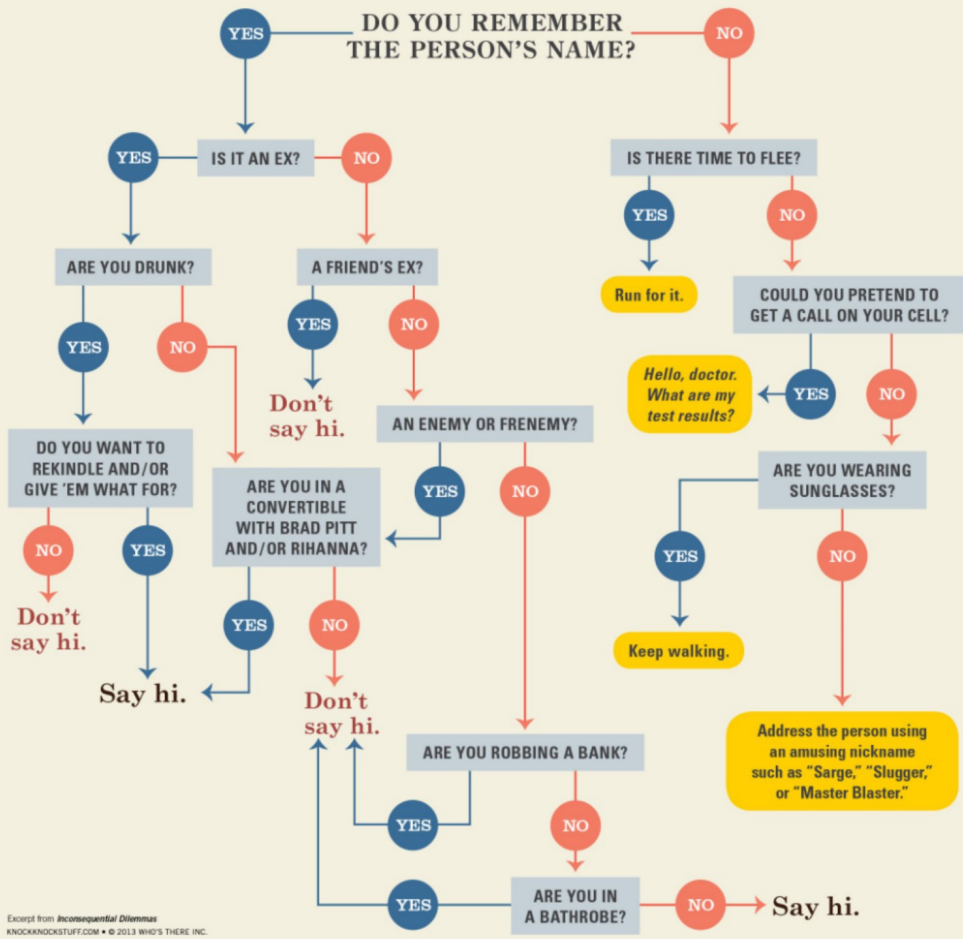 DO YOU REMEMBER
THE PERSON'S NAME?
YES
NO
IS IT AN EX?
YES
NO
IS THERE TIME TO FLEE?
YES
NO
ARE YOU DRUNK?
YES
NO
A FRIEND'S EX?
YES
NO
Run for it.
COULD YOU PRETEND TO
GET A CALL ON YOUR CELL?
YES
NO
Hello, doctor.
What are my
test results?
Don't
say hi.
AN ENEMY OR FRENEMY?
YES
NO
DO YOU WANT TO
REKINDLE AND/OR
GIVE 'EM WHAT FOR?
NO
YES
ARE YOU IN A
CONVERTIBLE
WITH BRAD PITT
AND/OR RIHANNA?
YES
NO
ARE YOU WEARING
SUNGLASSES?
YES
NO
Don't
say hi.
Say hi.
Don't
say hi.
Keep walking.
ARE YOU ROBBING A BANK?
YES
NO
Address the person using
an amusing nickname
such as “Sarge,” “Slugger,”
or “Master Blaster.”
ARE YOU IN
A BATHROBE?
YES
NO
Say hi.
Excerpt from Inconsequential Dilemmas
KNOCKKNOCKSTUFF.COM • © 2013 WHO'S THERE INC.